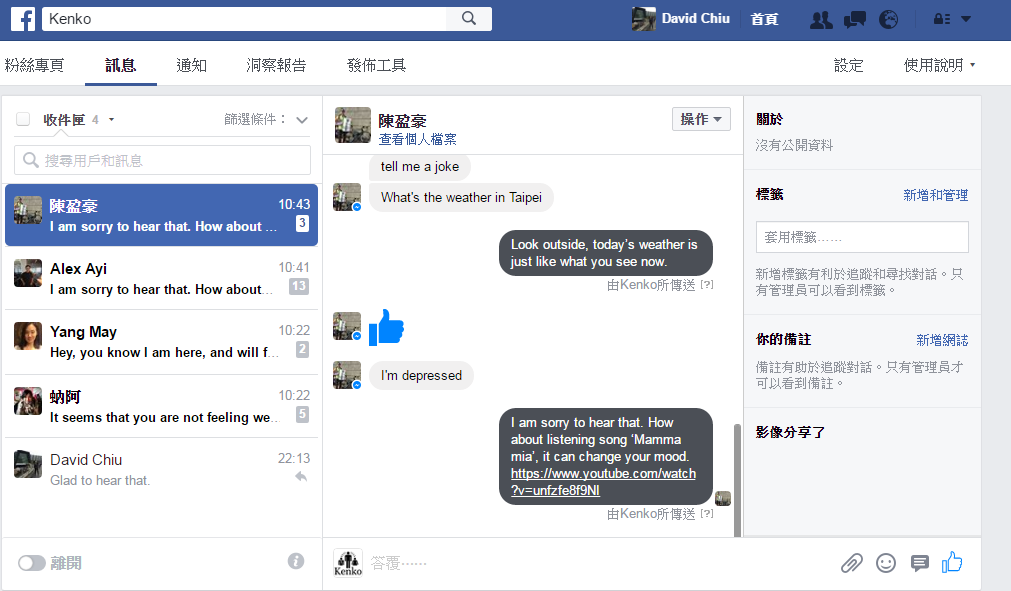 Kenko
David Chiu
首頁
粉絲專頁
訊息
通知
洞察報告
發佈工具
設定
使用說明
收件匣 4
篩選條件：
搜尋用戶和訊息
陳盈豪 10:43
I am sorry to hear that. How about ... 3
Alex Ayi 10:41
I am sorry to hear that. How about... 13
Yang May 10:22
Hey, you know I am here, and will f... 2
蚋阿 10:22
It seems that you are not feeling we... 5
David Chiu 22:13
Glad to hear that.
離開
陳盈豪
查看個人檔案
操作
tell me a joke
What's the weather in Taipei
Look outside, today's weather is
just like what you see now.
由Kenko所傳送 [?]
I'm depressed
I am sorry to hear that. How
about listening song ‘Mamma
mia’, it can change your mood.
https://www.youtube.com/watch
?v=unfzfe8f9NI
由Kenko所傳送 [?]
Kenko
答覆……
關於
沒有公開資料
標籤
新增和管理
套用標籤……
新增標籤有利於追蹤和尋找對話。只
有管理員可以看到標籤。
你的備註
新增網誌
備註有助於追蹤對話。只有管理員才
可以看到備註。
影像分享了